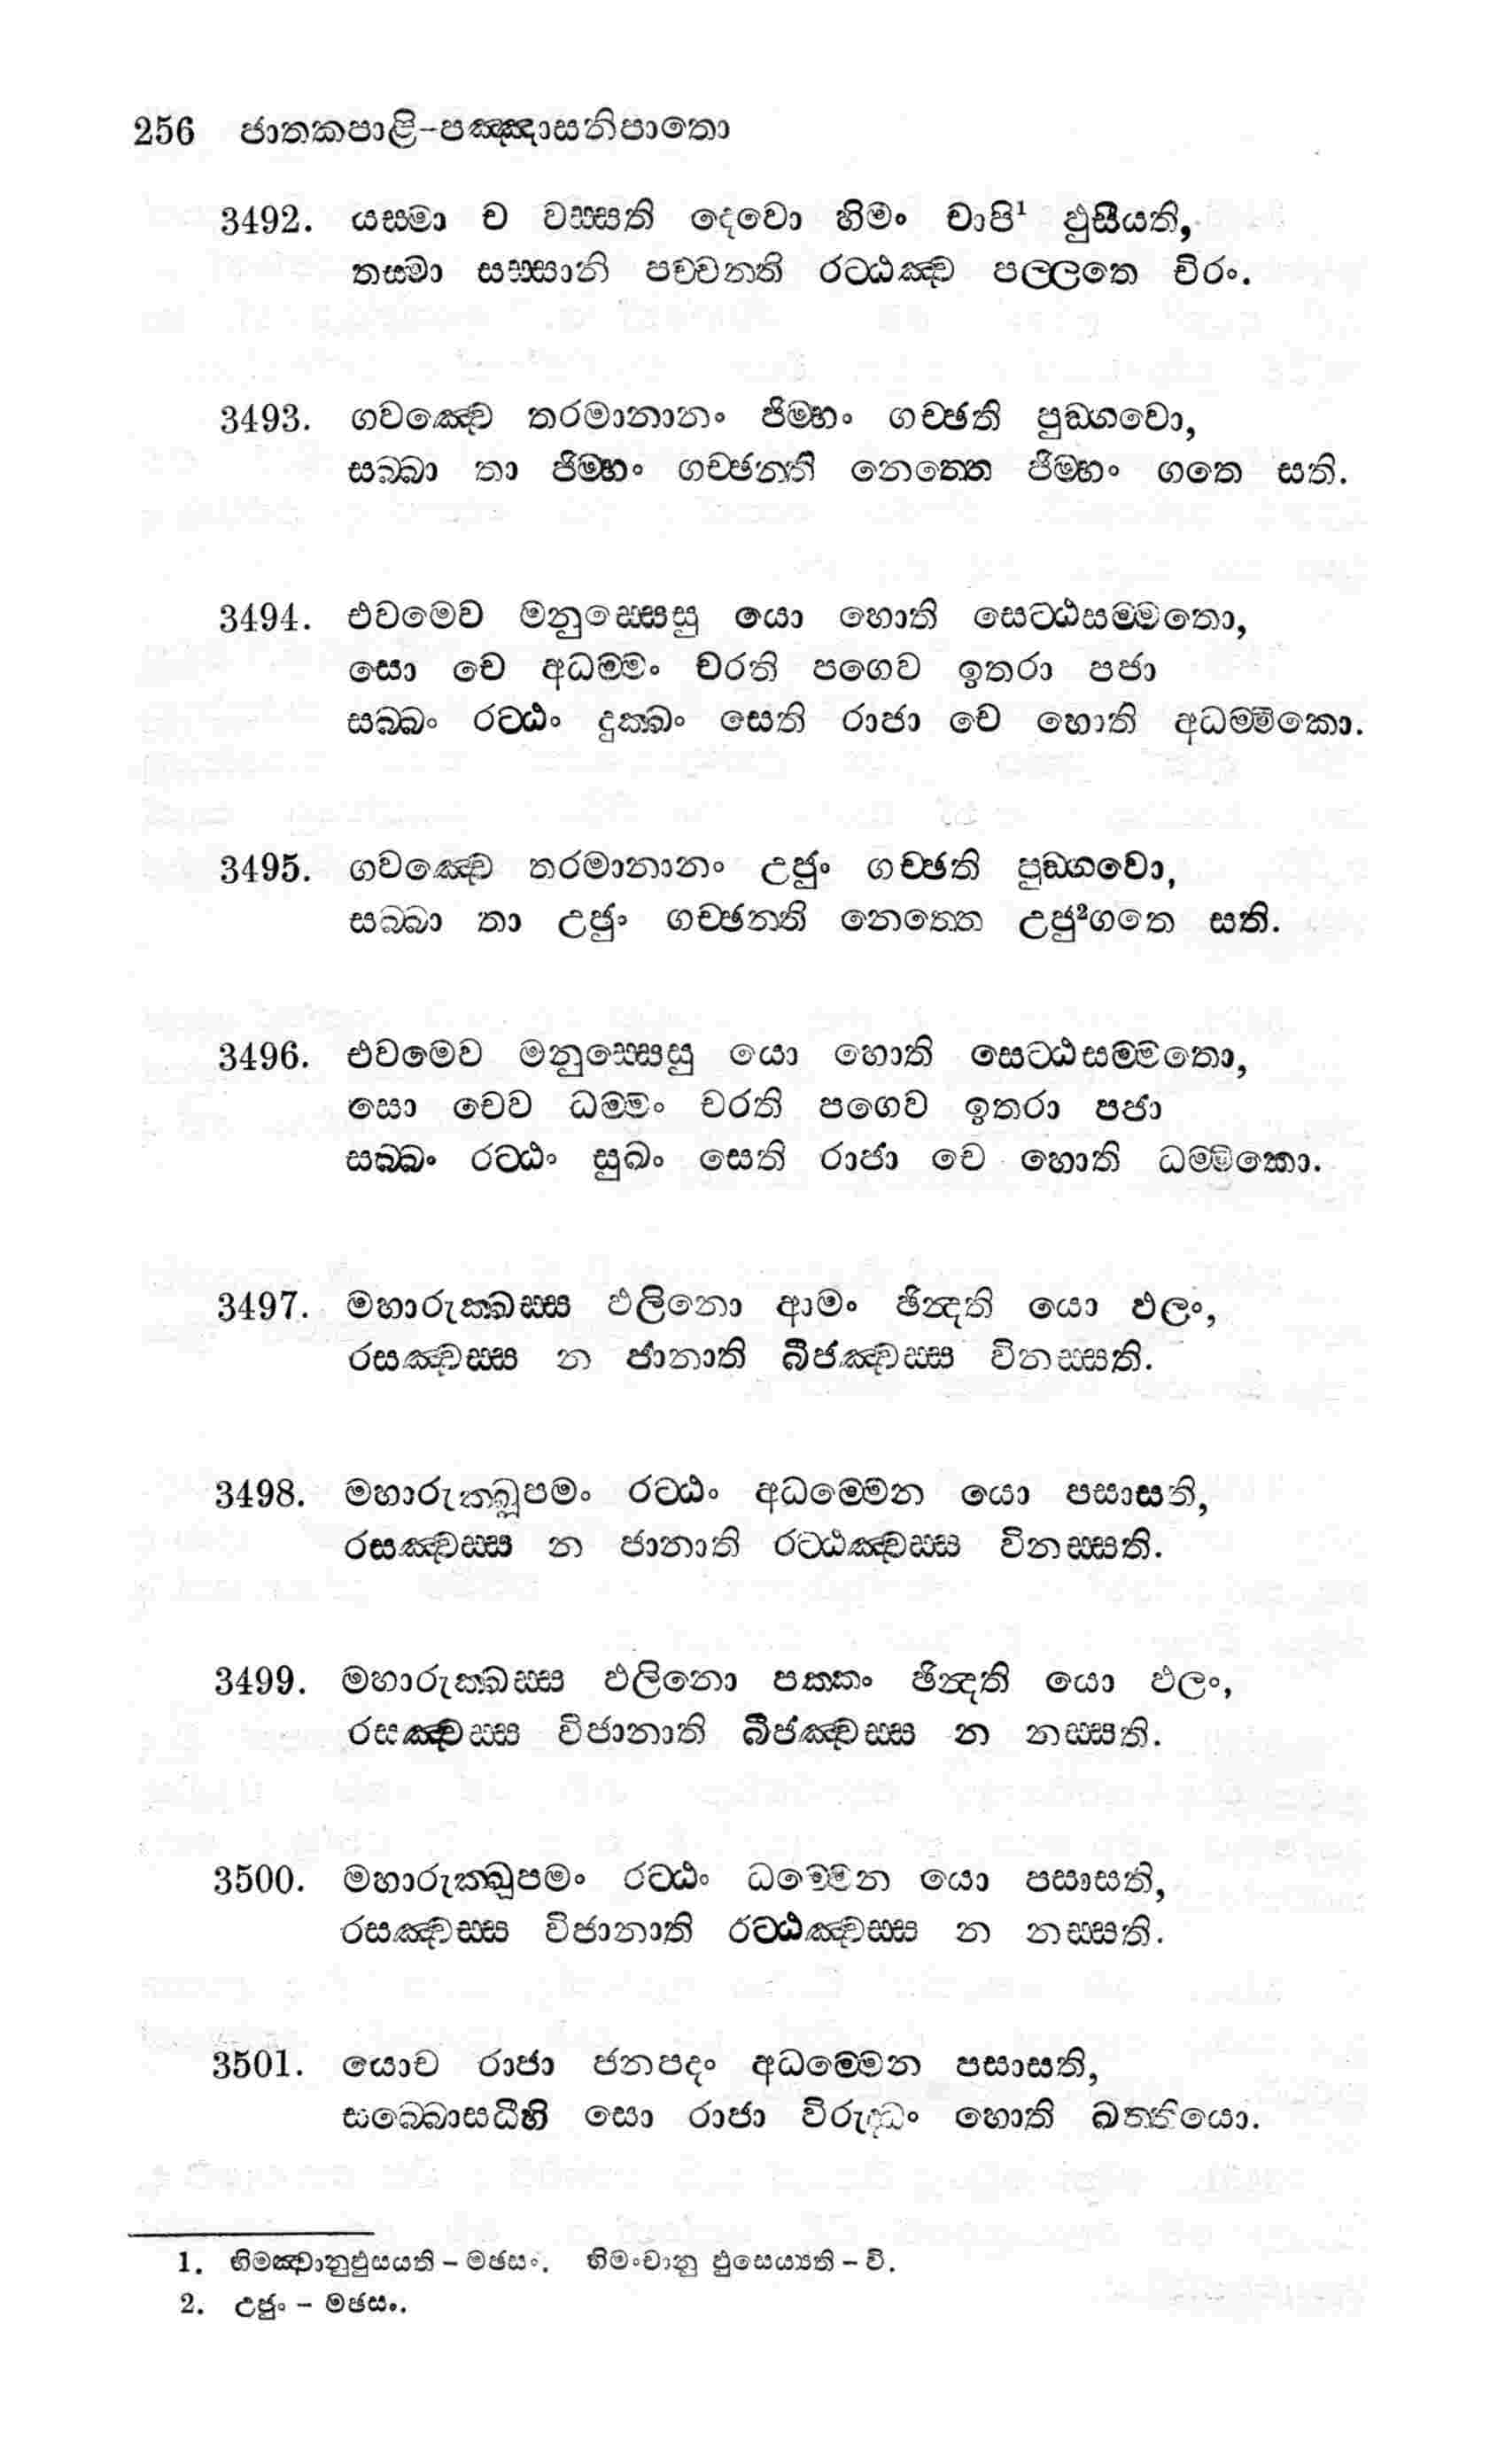 256 ජාතකපාළි-පඤ්ඤාසනිපාතො
3492. යස්මා ච වස්සති දෙවො හිමං චාපි¹ ඵුසීයති,
තස්මා සස්සානි පච්චන්ති රට්ඨඤ්ච පල්ලතෙ චිරං.
3493. ගවඤ්චෙ තරමානානං ජිම්හං ගච්ඡති පුඞ්ගවො,
සබ්බා තා ජිම්හං ගච්ඡන්ති නෙත්තෙ ජිම්හං ගතෙ සති.
3494. එවමෙව මනුස්සෙසු යො හොති සෙට්ඨසම්මතො,
සො චෙ අධම්මං චරති පගෙව ඉතරා පජා
සබ්බං රට්ඨං දුක්ඛං සෙති රාජා චෙ හොති අධම්මිකො.
3495. ගවඤ්චෙ තරමානානං උජුං ගච්ඡති පුඞ්ගවො,
සබ්බා තා උජුං ගච්ඡන්ති නෙත්තෙ උජු²ගතෙ සති.
3496. එවමෙව මනුස්සෙසු යො හොති සෙට්ඨසම්මතො,
සො චෙව ධම්මං චරති පගෙව ඉතරා පජා
සබ්බං රට්ඨං සුඛං සෙති රාජා චෙ හොති ධම්මිකො.
3497. මහාරුක්ඛස්ස ඵලිනො ආමං ඡින්දති යො ඵලං,
රසඤ්චස්ස න ජානාති බීජඤ්චස්ස විනස්සති.
3498. මහාරුක්ඛූපමං රට්ඨං අධම්මෙන යො පසාසති,
රසඤ්චස්ස න ජානාති රට්ඨඤ්චස්ස විනස්සති.
3499. මහාරුක්ඛස්ස ඵලිනො පක්කං ඡින්දති යො ඵලං,
රසඤ්චස්ස විජානාති බීජඤ්චස්ස න නස්සති.
3500. මහාරුක්ඛූපමං රට්ඨං ධම්මෙන යො පසාසති,
රසඤ්චස්ස විජානාති රට්ඨඤ්චස්ස න නස්සති.
3501. යොච රාජා ජනපදං අධම්මෙන පසාසති,
සබ්බොසධීහි සො රාජා විරුද්ධං හොති ඛත්තියො.
1. හිමඤ්චානුඵුසයති – මඡසං. හිමංචානු ඵුසෙය්‍යති – වි.
2. උජුං – මඡසං.